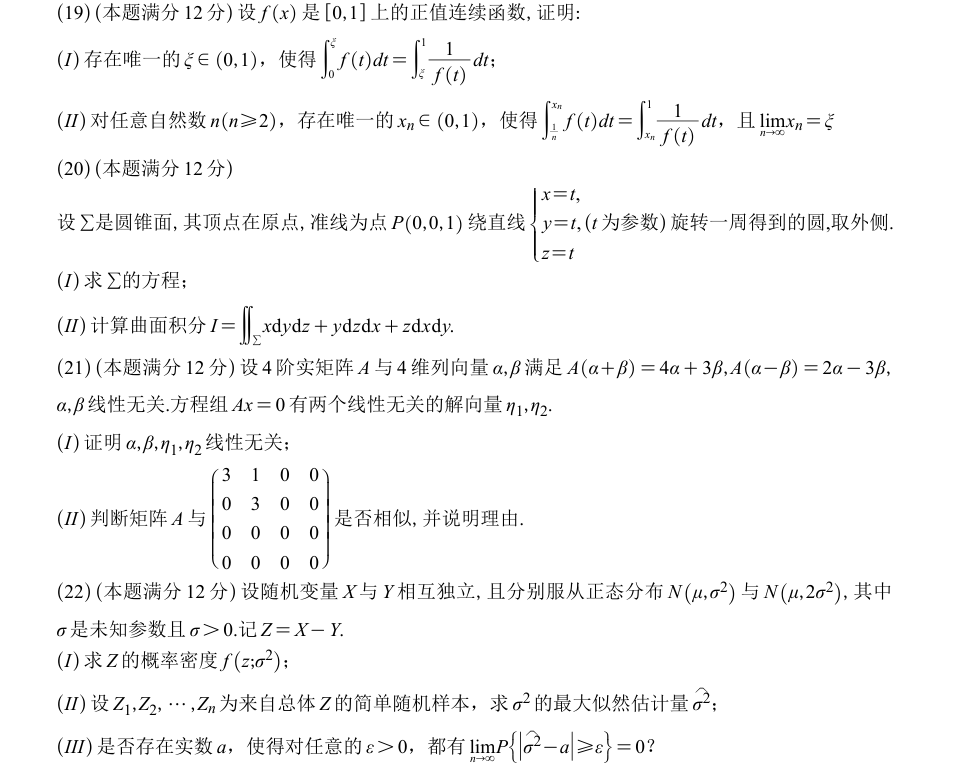 (19) (本题满分 12 分) 设 f(x) 是 [0,1] 上的正值连续函数, 证明:
(I) 存在唯一的 ξ∈(0,1)，使得 ∫_0^ξ f(t)dt = ∫_ξ^1 1/f(t) dt;
(II) 对任意自然数 n(n⩾2)，存在唯一的 x_n∈(0,1)，使得 ∫_{1/n}^{x_n} f(t)dt = ∫_{x_n}^1 1/f(t) dt，且 lim_{n→∞} x_n = ξ
(20) (本题满分 12 分)
设 ∑ 是圆锥面, 其顶点在原点, 准线为点 P(0,0,1) 绕直线 { x=t, y=t, z=t (t 为参数) 旋转一周得到的圆,取外侧.
(I) 求 ∑ 的方程；
(II) 计算曲面积分 I = ∬_∑ xdydz + ydzdx + zdxdy.
(21) (本题满分 12 分) 设 4 阶实矩阵 A 与 4 维列向量 α,β 满足 A(α+β) = 4α + 3β, A(α−β) = 2α − 3β,
α,β 线性无关.方程组 Ax = 0 有两个线性无关的解向量 η_1,η_2.
(I) 证明 α,β,η_1,η_2 线性无关；
(II) 判断矩阵 A 与
3 1 0 0
0 3 0 0
0 0 0 0
0 0 0 0
是否相似, 并说明理由.
(22) (本题满分 12 分) 设随机变量 X 与 Y 相互独立, 且分别服从正态分布 N(μ,σ²) 与 N(μ,2σ²), 其中
σ 是未知参数且 σ > 0.记 Z = X − Y.
(I) 求 Z 的概率密度 f(z;σ²)；
(II) 设 Z_1,Z_2, ⋯ ,Z_n 为来自总体 Z 的简单随机样本，求 σ² 的最大似然估计量 \hat{σ²}；
(III) 是否存在实数 a，使得对任意的 ε > 0，都有 lim_{n→∞} P{|\hat{σ²} − a| ⩾ ε} = 0?